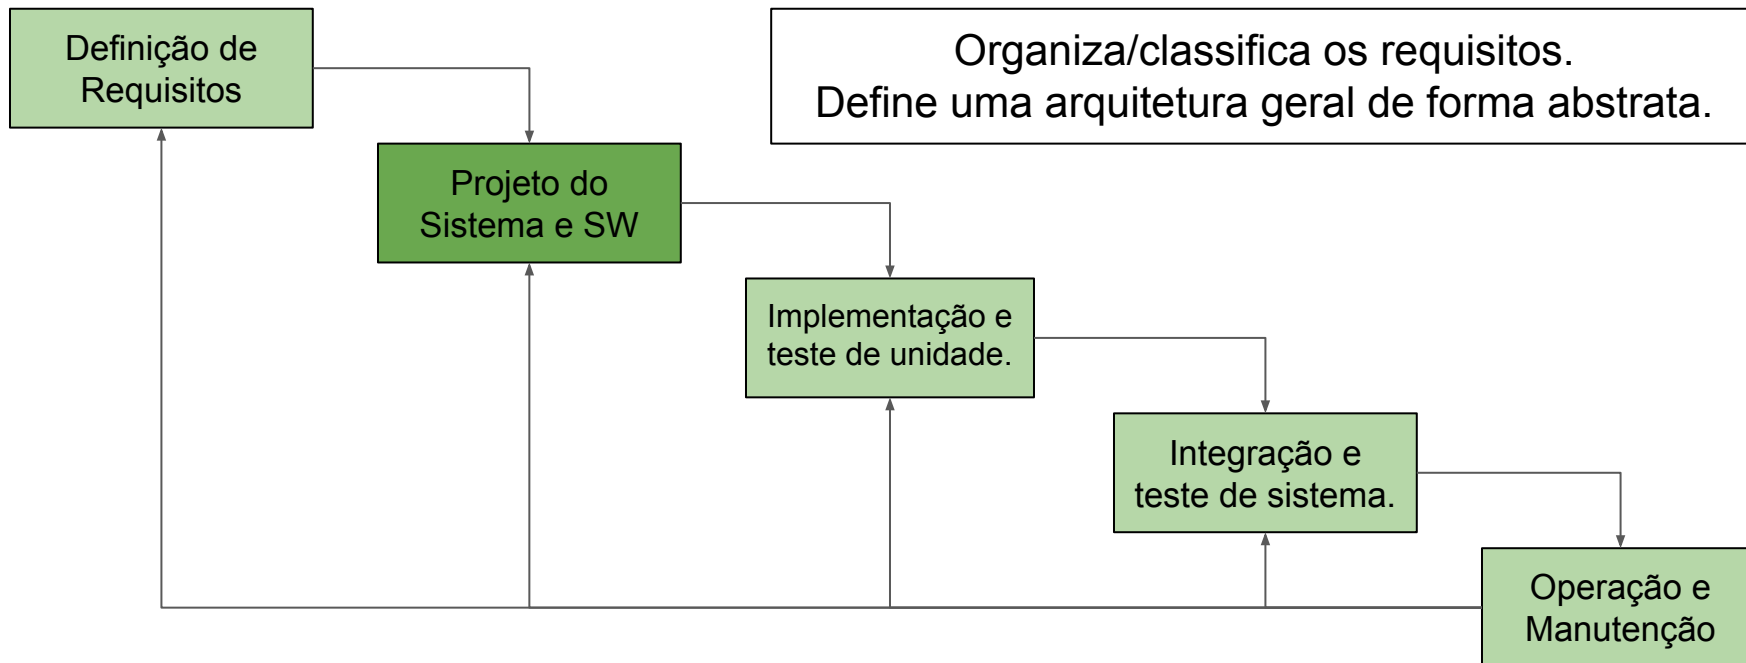 Definição de
Requisitos
Organiza/classifica os requisitos.
Define uma arquitetura geral de forma abstrata.
Projeto do
Sistema e SW
Implementação e
teste de unidade.
Integração e
teste de sistema.
Operação e
Manutenção